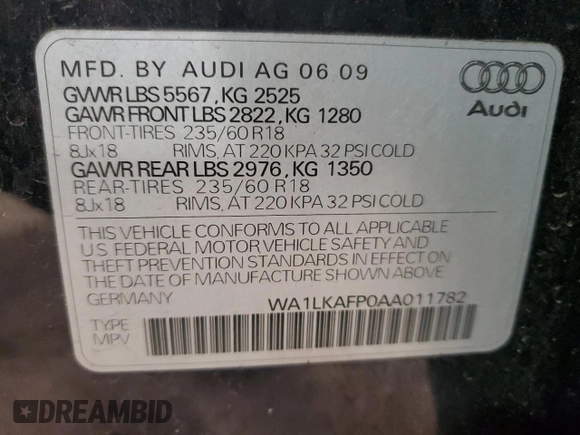 MFD. BY AUDI AG 06 09
GVWR LBS 5567, KG 2525
GAWR FRONT LBS 2822, KG 1280
FRONT-TIRES 235/60 R18
8Jx18 RIMS, AT 220 KPA 32 PSI COLD
GAWR REAR LBS 2976, KG 1350
REAR-TIRES 235/60 R18
8Jx18 RIMS, AT 220 KPA 32 PSI COLD
Audi
THIS VEHICLE CONFORMS TO ALL APPLICABLE
U.S. FEDERAL MOTOR VEHICLE SAFETY AND
THEFT PREVENTION STANDARDS IN EFFECT ON
THE DATE OF MANUFACTURE SHOWN ABOVE.
WA1LKAFP0AA011782
TYPE
MPV
DREAMBID